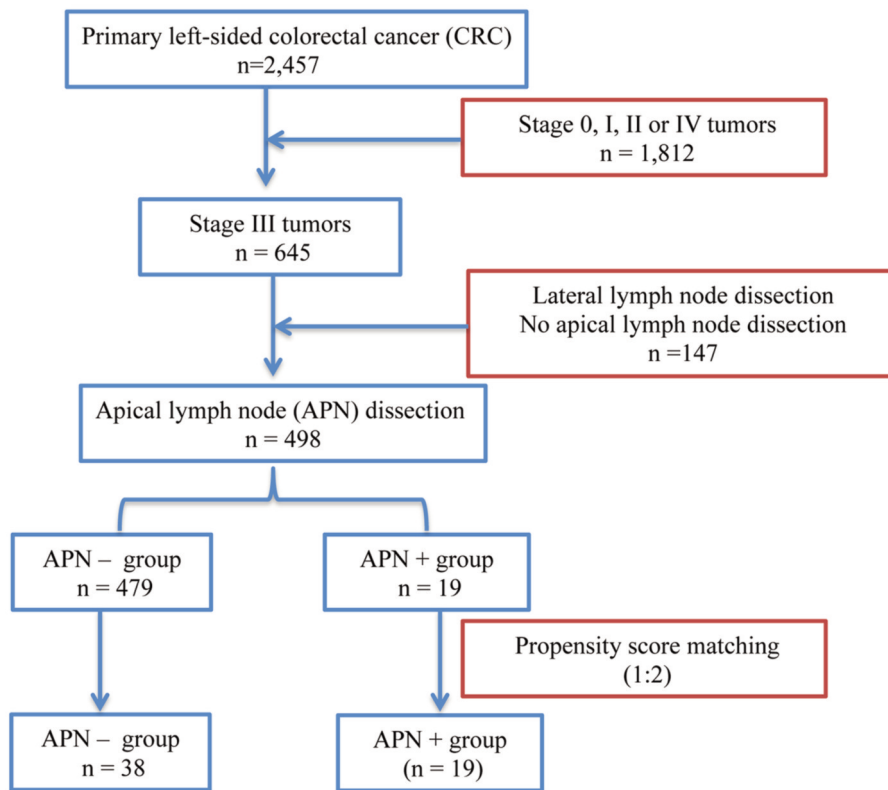 Primary left-sided colorectal cancer (CRC)
n=2,457
Stage 0, I, II or IV tumors
n = 1,812
Stage III tumors
n = 645
Lateral lymph node dissection
No apical lymph node dissection
n =147
Apical lymph node (APN) dissection
n = 498
APN – group
n = 479
APN + group
n = 19
Propensity score matching
(1:2)
APN – group
n = 38
APN + group
(n = 19)